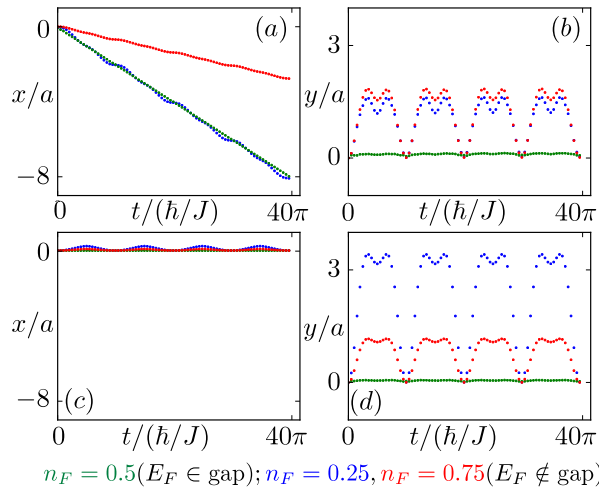 0
(a)
x/a
−8
0
t/(ħ/J)
40π
(b)
3
y/a
0
0
t/(ħ/J)
40π
0
x/a
−8
(c)
0
t/(ħ/J)
40π
3
y/a
0
(d)
0
t/(ħ/J)
40π
n_F = 0.5(E_F ∈ gap); n_F = 0.25, n_F = 0.75(E_F ∉ gap)